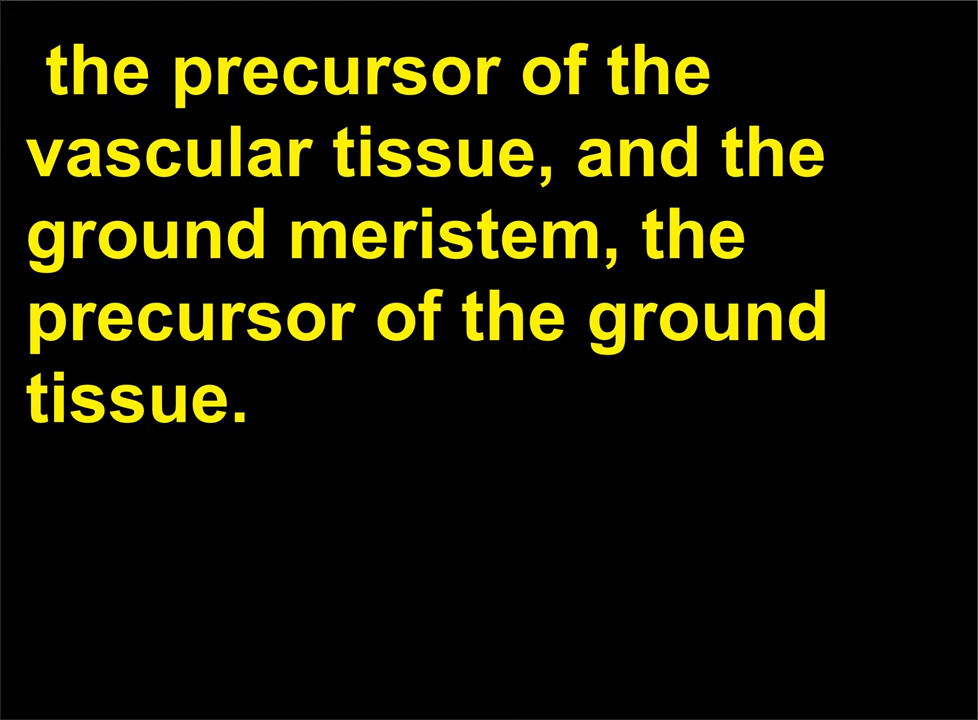 the precursor of the
vascular tissue, and the
ground meristem, the
precursor of the ground
tissue.